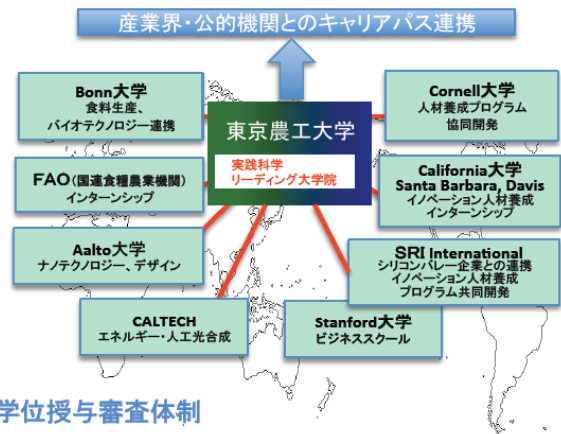 産業界・公的機関とのキャリアパス連携
Bonn大学
食料生産、
バイオテクノロジー連携
東京農工大学
実践科学
リーディング大学院
Cornell大学
人材養成プログラム
協同開発
FAO(国連食糧農業機関)
インターンシップ
California大学
Santa Barbara, Davis
イノベーション人材養成
インターンシップ
Aalto大学
ナノテクノロジー、デザイン
SRI International
シリコンバレー企業との連携
イノベーション人材養成
プログラム共同開発
CALTECH
エネルギー・人工光合成
Stanford大学
ビジネススクール
学位授与審査体制